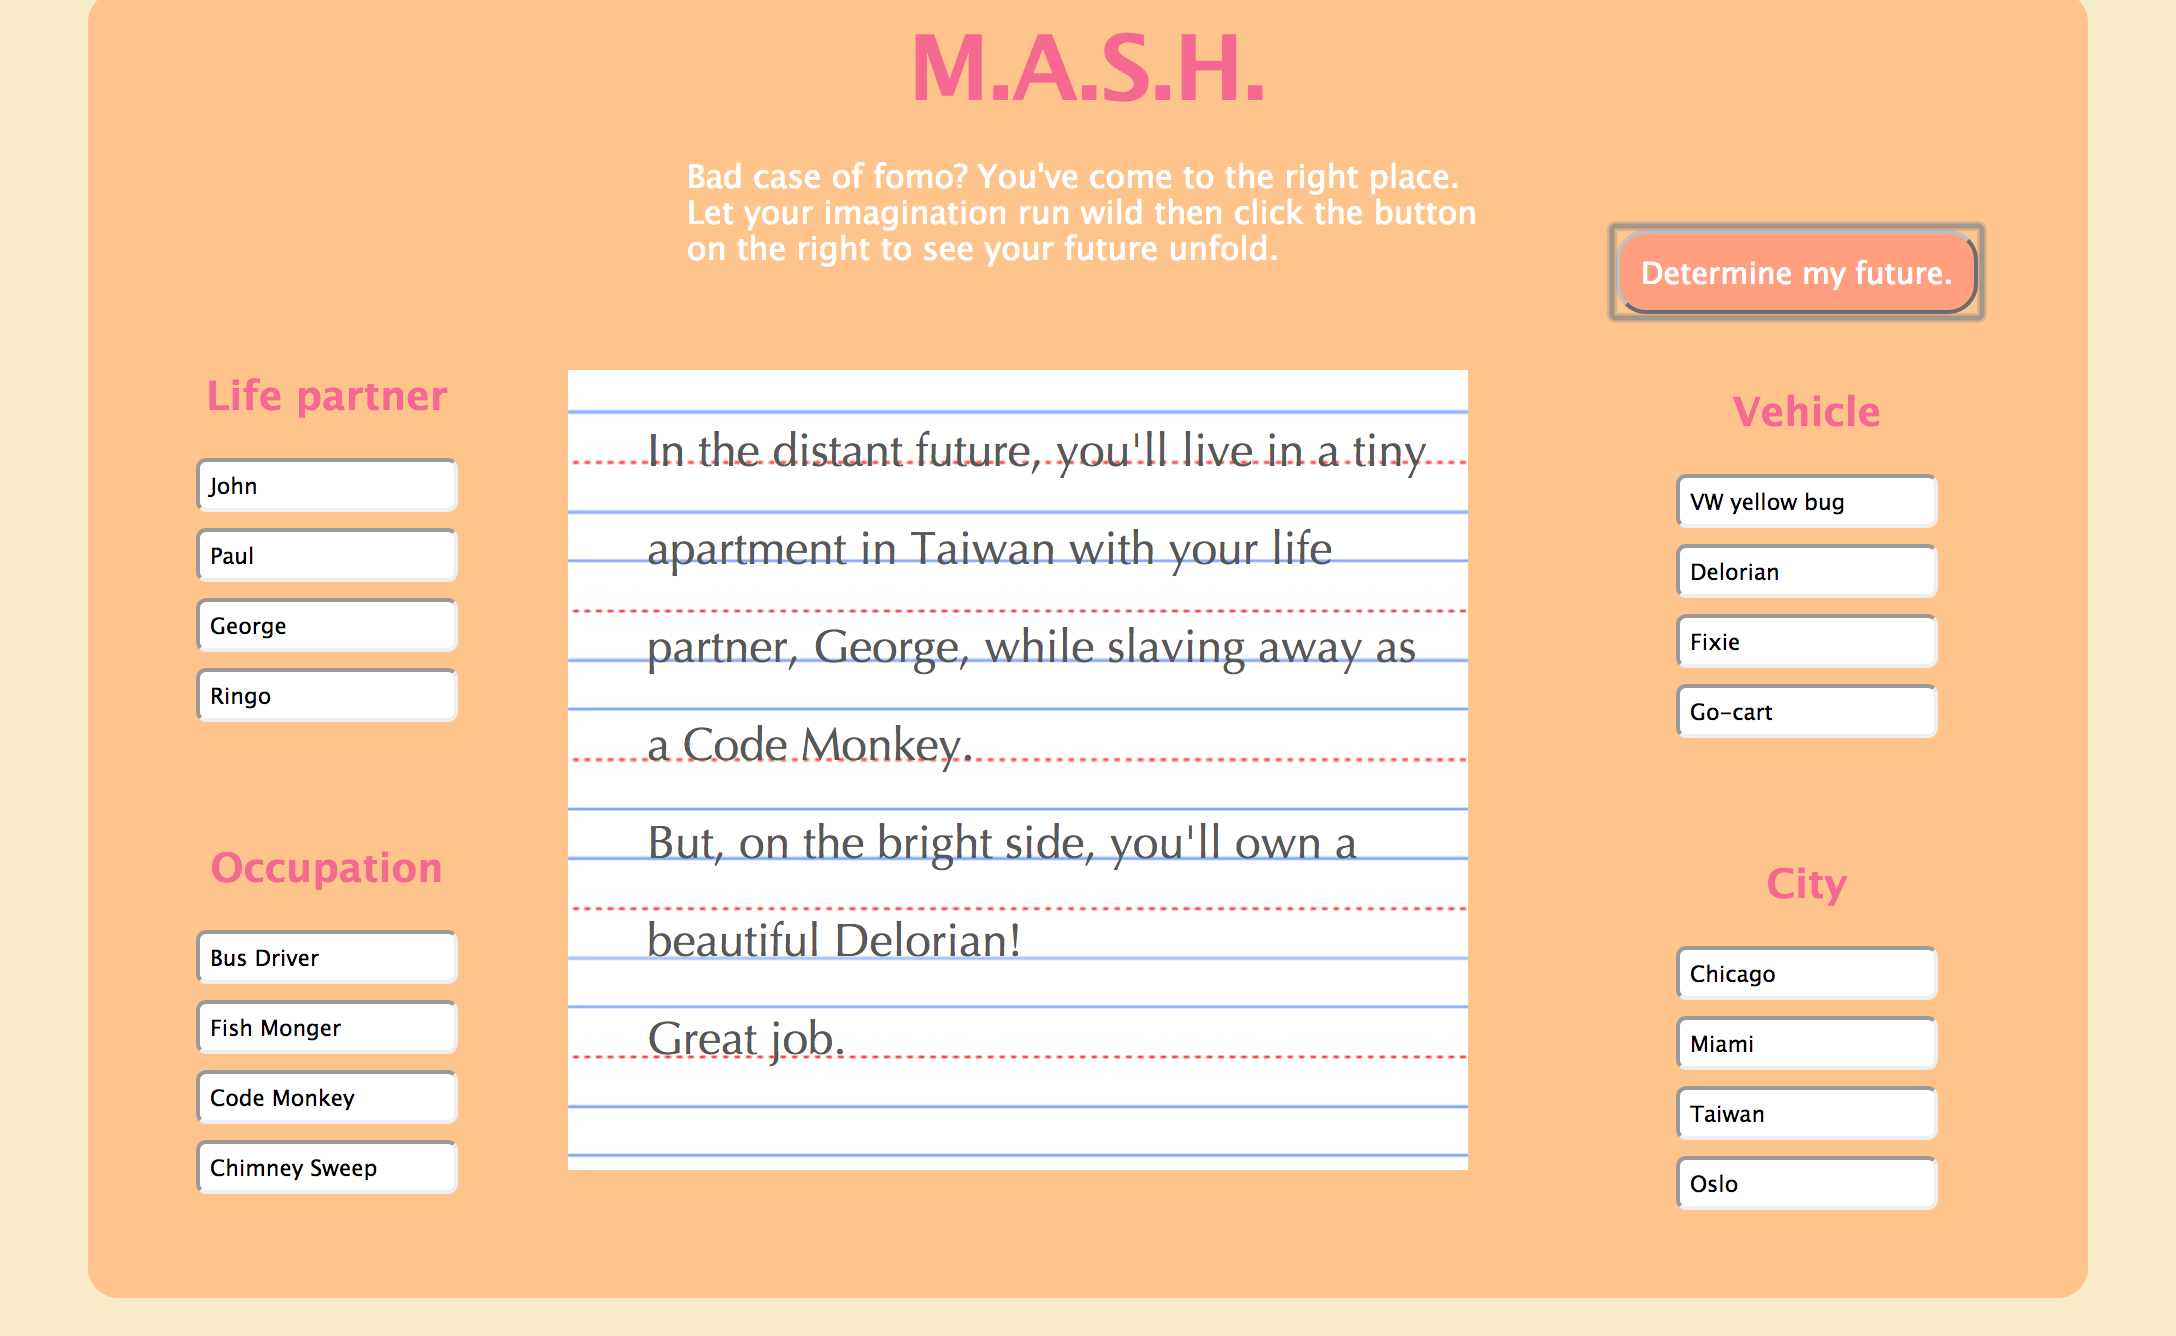 M.A.S.H.
Bad case of fomo? You've come to the right place.
Let your imagination run wild then click the button
on the right to see your future unfold.
Determine my future.
Life partner
John
Paul
George
Ringo
Occupation
Bus Driver
Fish Monger
Code Monkey
Chimney Sweep
In the distant future, you'll live in a tiny
apartment in Taiwan with your life
partner, George, while slaving away as
a Code Monkey.
But, on the bright side, you'll own a
beautiful Delorian!
Great job.
Vehicle
VW yellow bug
Delorian
Fixie
Go-cart
City
Chicago
Miami
Taiwan
Oslo